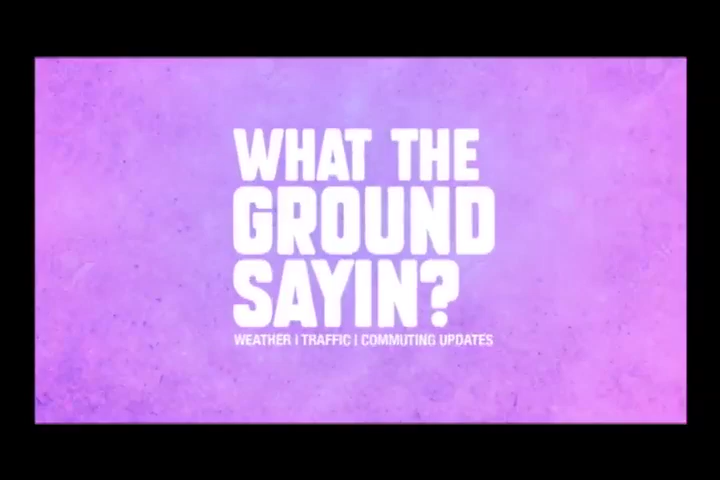 WHAT THE
GROUND
SAYIN?
WEATHER | TRAFFIC | COMMUTING UPDATES